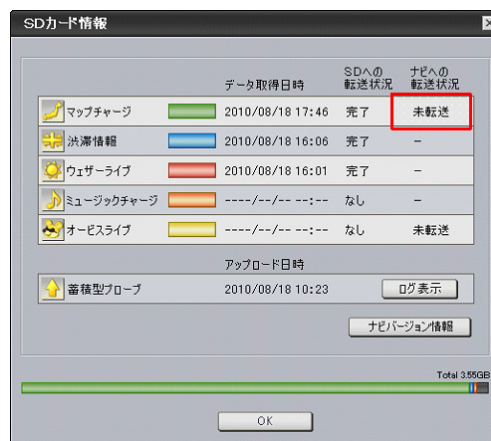 SDカード情報
データ取得日時 SDへの転送状況 ナビへの転送状況
マップチャージ 2010/08/18 17:46 完了 未転送
渋滞情報 2010/08/18 16:06 完了 −
ウェザーライブ 2010/08/18 16:01 完了 −
ミュージックチャージ ----/--/-- --:-- なし −
オービスライブ ----/--/-- --:-- なし 未転送
アップロード日時
蓄積型プローブ 2010/08/18 10:23 ログ表示
ナビバージョン情報
Total 3.55GB
OK